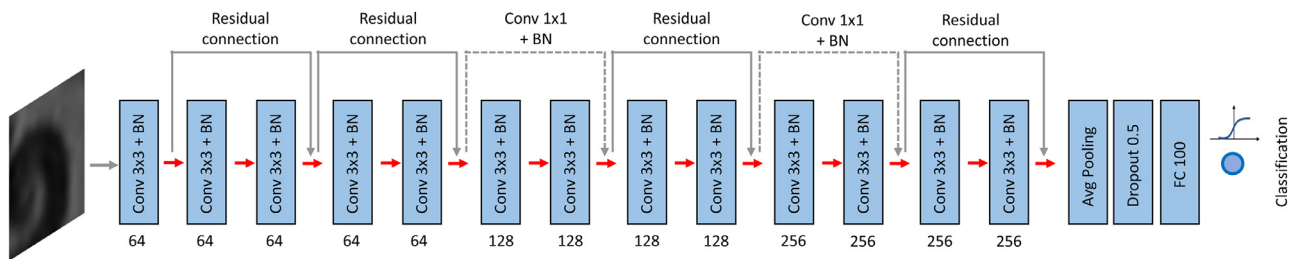 Residual
connection
Residual
connection
Conv 1x1
+ BN
Residual
connection
Conv 1x1
+ BN
Residual
connection
Conv 3x3 + BN
Conv 3x3 + BN
Conv 3x3 + BN
Conv 3x3 + BN
Conv 3x3 + BN
Conv 3x3 + BN
Conv 3x3 + BN
Conv 3x3 + BN
Conv 3x3 + BN
Conv 3x3 + BN
Conv 3x3 + BN
Conv 3x3 + BN
Conv 3x3 + BN
Avg Pooling
Dropout 0.5
FC 100
Classification
64
64
64
64
64
128
128
128
128
256
256
256
256